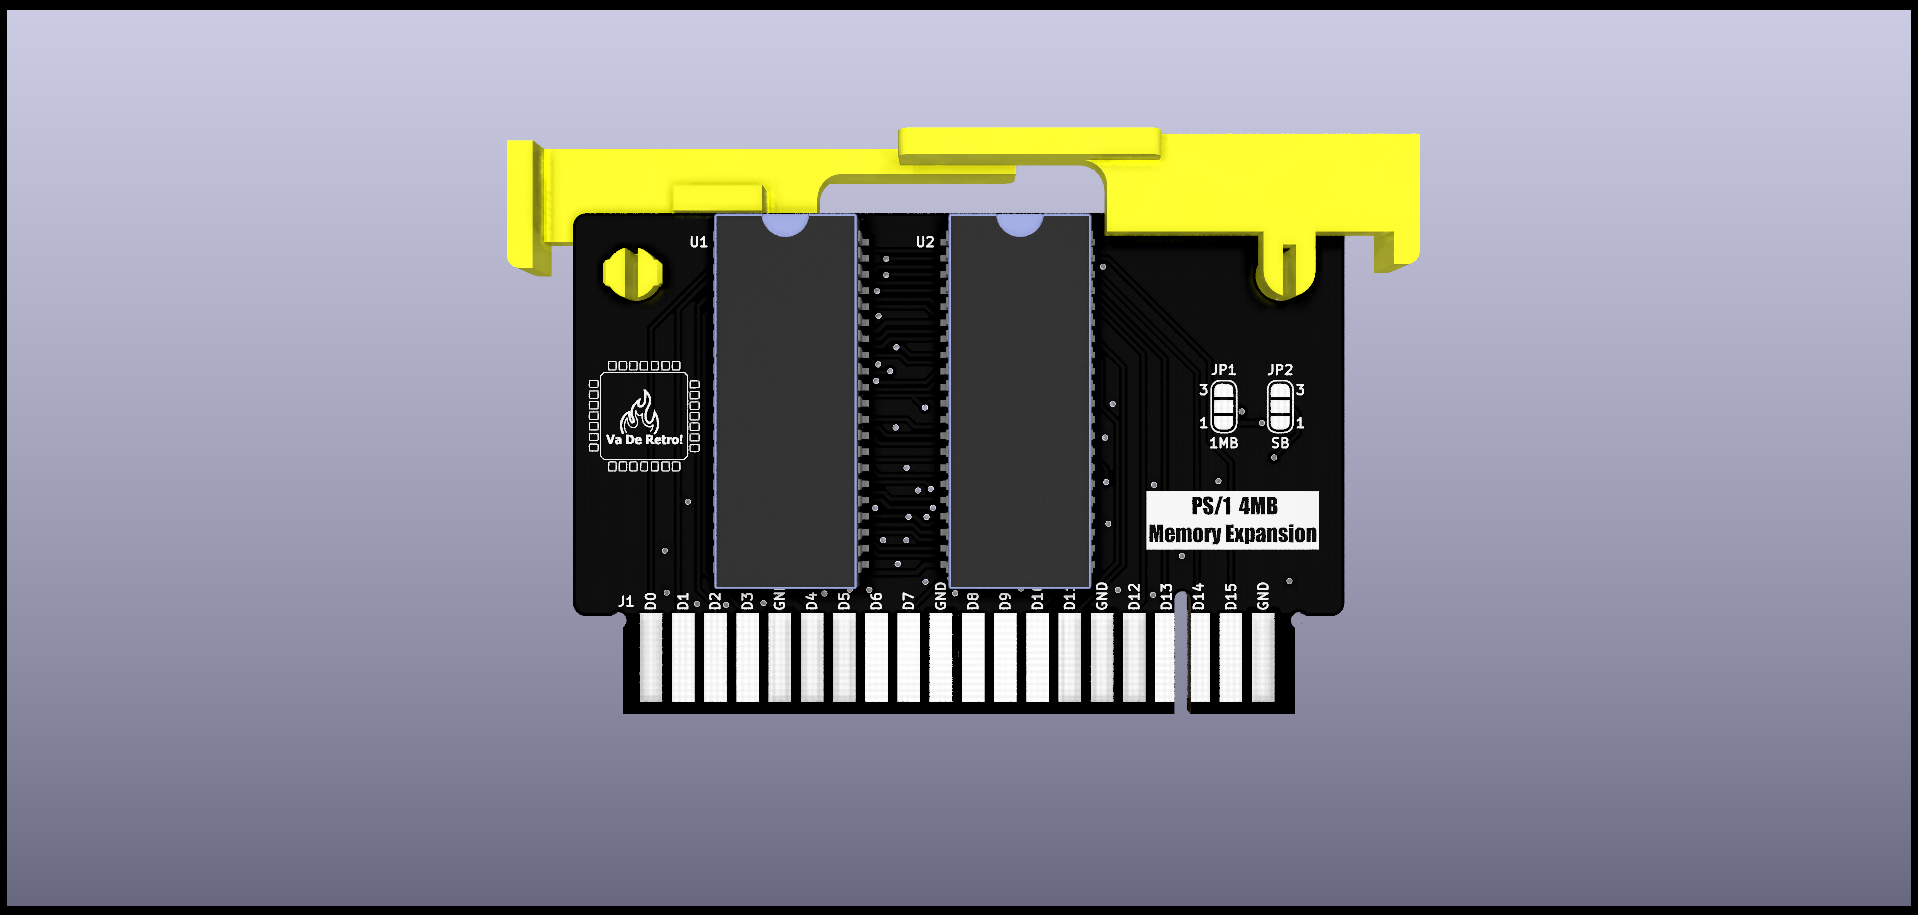 U1
U2
Va De Retro!
JP1 JP2
3 3
1 1
1MB SB
PS/1 4MB
Memory Expansion
J1 D0 D1 D2 D3 D4 D5 D6 D7 GND D8 D9 GND D12 D13 D14 D15 GND